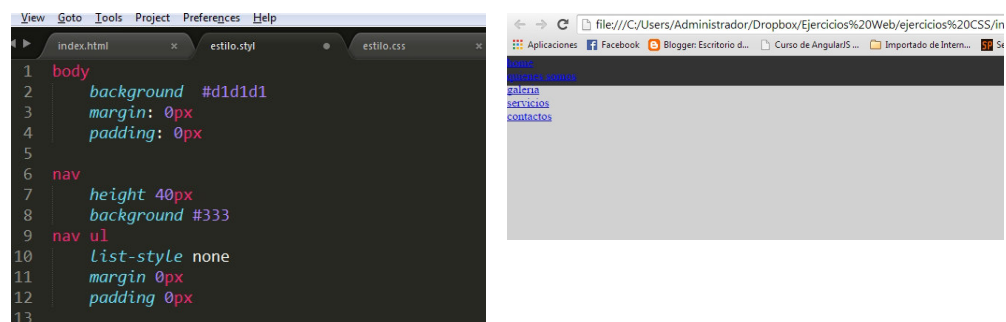 View Goto Tools Project Preferences Help
index.html × estilo.styl estilo.css ×
1 body
2 background #d1d1d1
3 margin: 0px
4 padding: 0px
5
6 nav
7 height 40px
8 background #333
9 nav ul
10 list-style none
11 margin 0px
12 padding 0px
13
file:///C:/Users/Administrador/Dropbox/Ejercicios%20Web/ejercicios%20CSS/in
Aplicaciones Facebook Blogger: Escritorio d... Curso de AngularJS ... Importado de Intern... SP Se
home
quienes somos
galeria
servicios
contactos